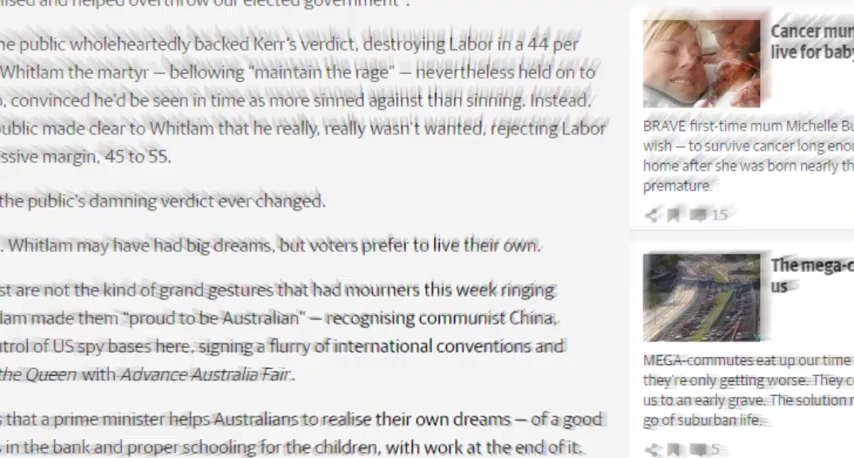 ised and helped overthrow our elected government".
he public wholeheartedly backed Kerr's verdict, destroying Labor in a 44 per
Whitlam the martyr – bellowing "maintain the rage" – nevertheless held on to
, convinced he'd be seen in time as more sinned against than sinning. Instead,
ublic made clear to Whitlam that he really, really wasn't wanted, rejecting Labor
ssive margin, 45 to 55.
the public's damning verdict ever changed.
. Whitlam may have had big dreams, but voters prefer to live their own.
st are not the kind of grand gestures that had mourners this week ringing
lam made them "proud to be Australian" – recognising communist China,
trol of US spy bases here, signing a flurry of international conventions and
the Queen with Advance Australia Fair.
s that a prime minister helps Australians to realise their own dreams – of a good
s in the bank and proper schooling for the children, with work at the end of it.
Cancer mum
live for baby
BRAVE first-time mum Michelle Bu
wish – to survive cancer long enou
home after she was born nearly th
premature.
15
The mega-c
us
MEGA-commutes eat up our time
they're only getting worse. They co
us to an early grave. The solution m
go of suburban life.
5